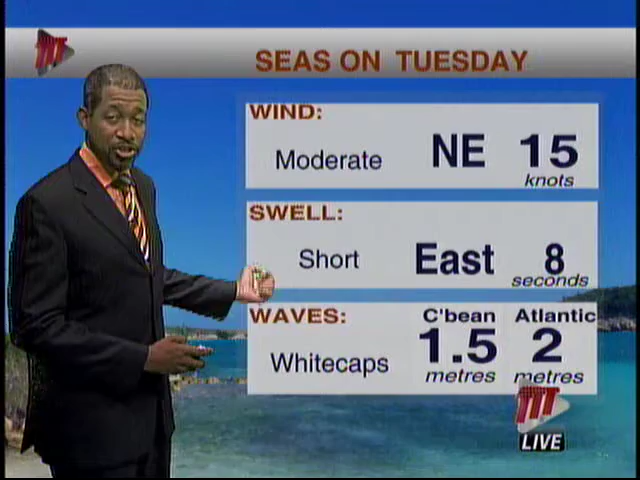 SEAS ON TUESDAY
WIND:
Moderate NE 15
knots
SWELL:
Short East 8
seconds
WAVES: C'bean Atlantic
Whitecaps 1.5 2
metres metres
LIVE